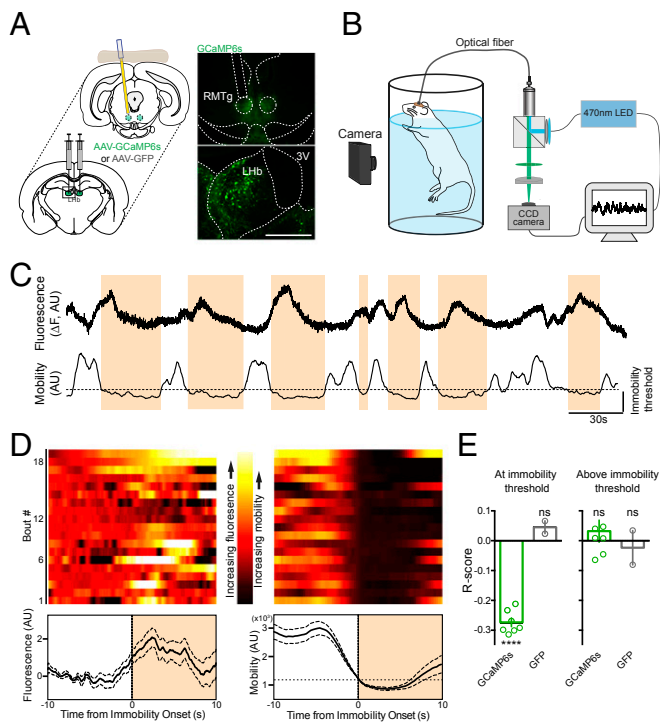 A
GCaMP6s
RMTg
AAV-GCaMP6s
or AAV-GFP
LHb
3V
LHb
B
Optical fiber
Camera
470nm LED
CCD
camera
C
Fluorescence
(ΔF, AU)
Mobility
(AU)
Immobility
threshold
30s
D
Bout #
18
12
6
1
Increasing fluoresence
Increasing mobility
Fluorescence (AU)
2
0
-10
0
10
Time from Immobility Onset (s)
Mobility (AU)
(x10³)
3
2
1
-10
0
10
Time from Immobility Onset (s)
E
At immobility
threshold
Above immobility
threshold
R-score
0.1
0.0
-0.1
-0.2
-0.3
ns
ns
ns
****
GCaMP6s
GFP
GCaMP6s
GFP